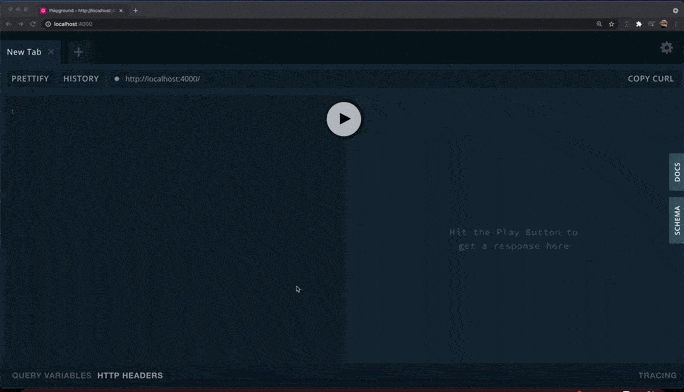 Playground - http://localhost:
localhost:4000
New Tab
PRETTIFY HISTORY http://localhost:4000/ COPY CURL
1
DOCS
SCHEMA
Hit the Play Button to
get a response here
QUERY VARIABLES HTTP HEADERS TRACING